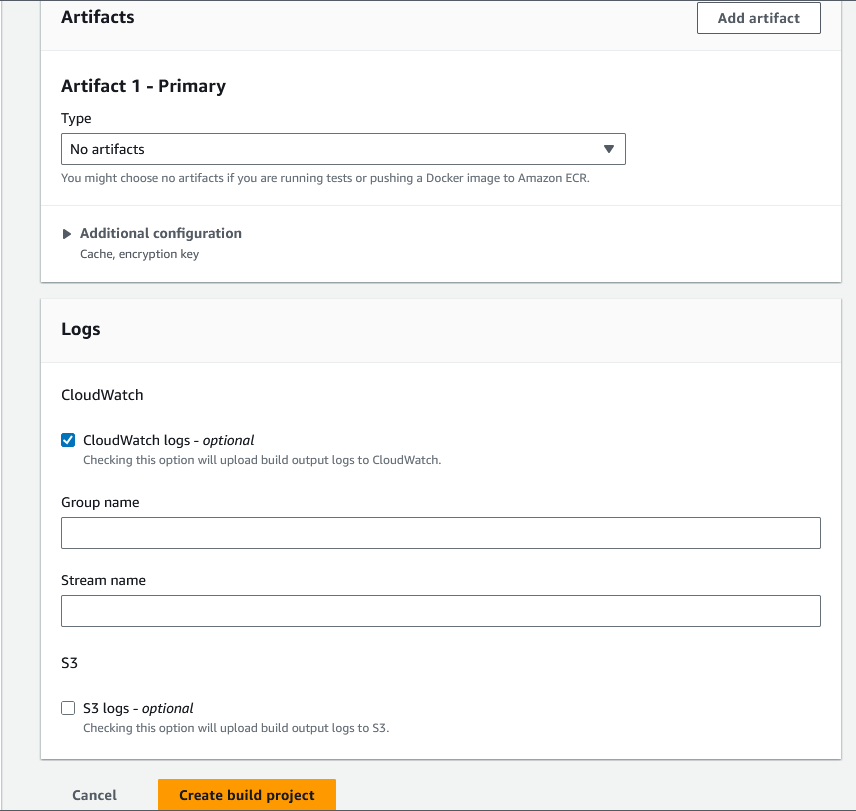 Artifacts
Add artifact
Artifact 1 - Primary
Type
No artifacts
You might choose no artifacts if you are running tests or pushing a Docker image to Amazon ECR.
Additional configuration
Cache, encryption key
Logs
CloudWatch
CloudWatch logs - optional
Checking this option will upload build output logs to CloudWatch.
Group name
Stream name
S3
S3 logs - optional
Checking this option will upload build output logs to S3.
Cancel
Create build project